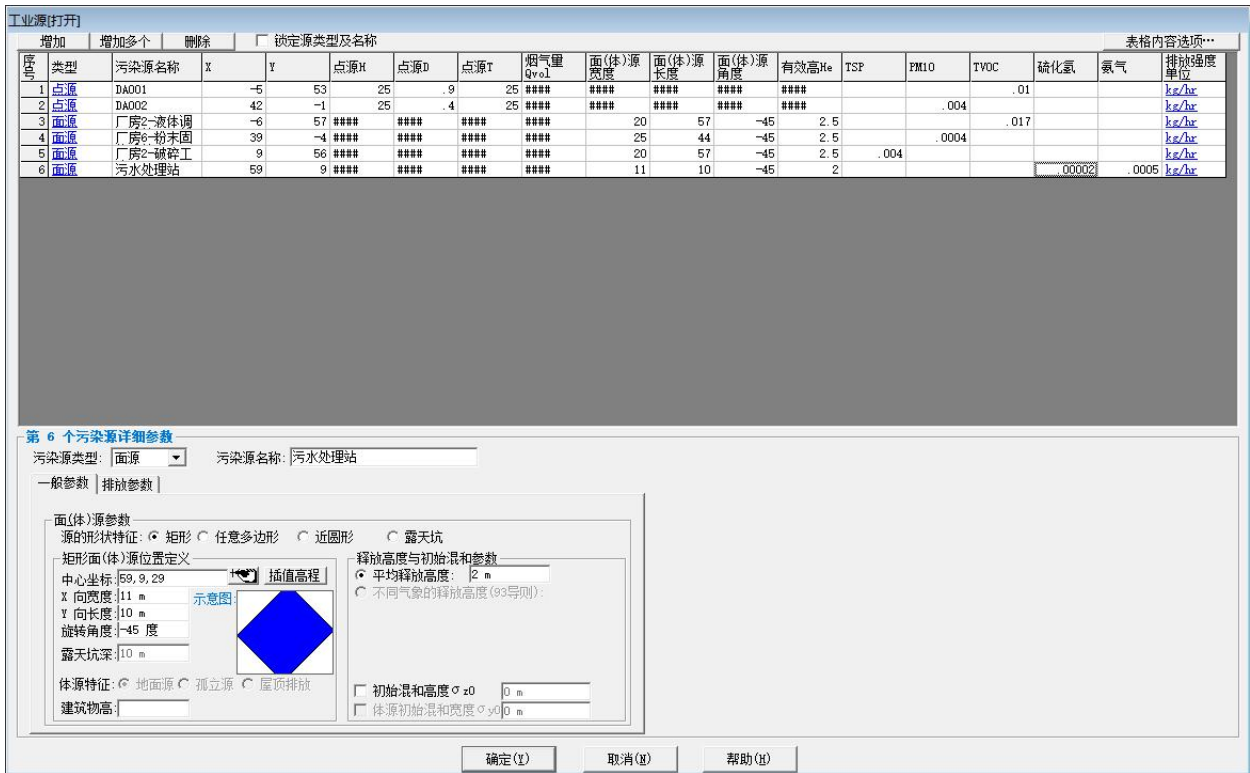 工业源[打开]
增加 增加多个 删除 锁定源类型及名称 表格内容选项…
序号 类型 污染源名称 X Y 点源H 点源D 点源T 烟气量Qvol 面(体)源宽度 面(体)源长度 面(体)源角度 有效高He TSP PM10 TVOC 硫化氢 氨气 排放强度单位
1 点源 DA001 -5 53 25 .9 25 #### #### #### #### #### .01 kg/hr
2 点源 DA002 42 -1 25 .4 25 #### #### #### #### #### .004 kg/hr
3 面源 厂房2-液体调 -6 57 #### #### #### #### 20 57 -45 2.5 .017 kg/hr
4 面源 厂房6-粉末固 39 -4 #### #### #### #### 25 44 -45 2.5 .0004 kg/hr
5 面源 厂房2-破碎工 9 56 #### #### #### #### 20 57 -45 2.5 .004 kg/hr
6 面源 污水处理站 59 9 #### #### #### #### 11 10 -45 2 .00002 .0005 kg/hr
第 6 个污染源详细参数
污染源类型: 面源 污染源名称: 污水处理站
一般参数 排放参数
面(体)源参数
源的形状特征: 矩形 任意多边形 近圆形 露天坑
矩形面(体)源位置定义
中心坐标: 59,9,29 插值高程
X 向宽度: 11 m
示意图:
Y 向长度: 10 m
旋转角度: -45 度
露天坑深: 10 m
体源特征: 地面源 孤立源 屋顶排放
建筑物高:
释放高度与初始混和参数
平均释放高度: 2 m
不同气象的释放高度(93导则):
初始混和高度σz0 0 m
体源初始混和宽度σy0 0 m
确定(Y) 取消(N) 帮助(H)